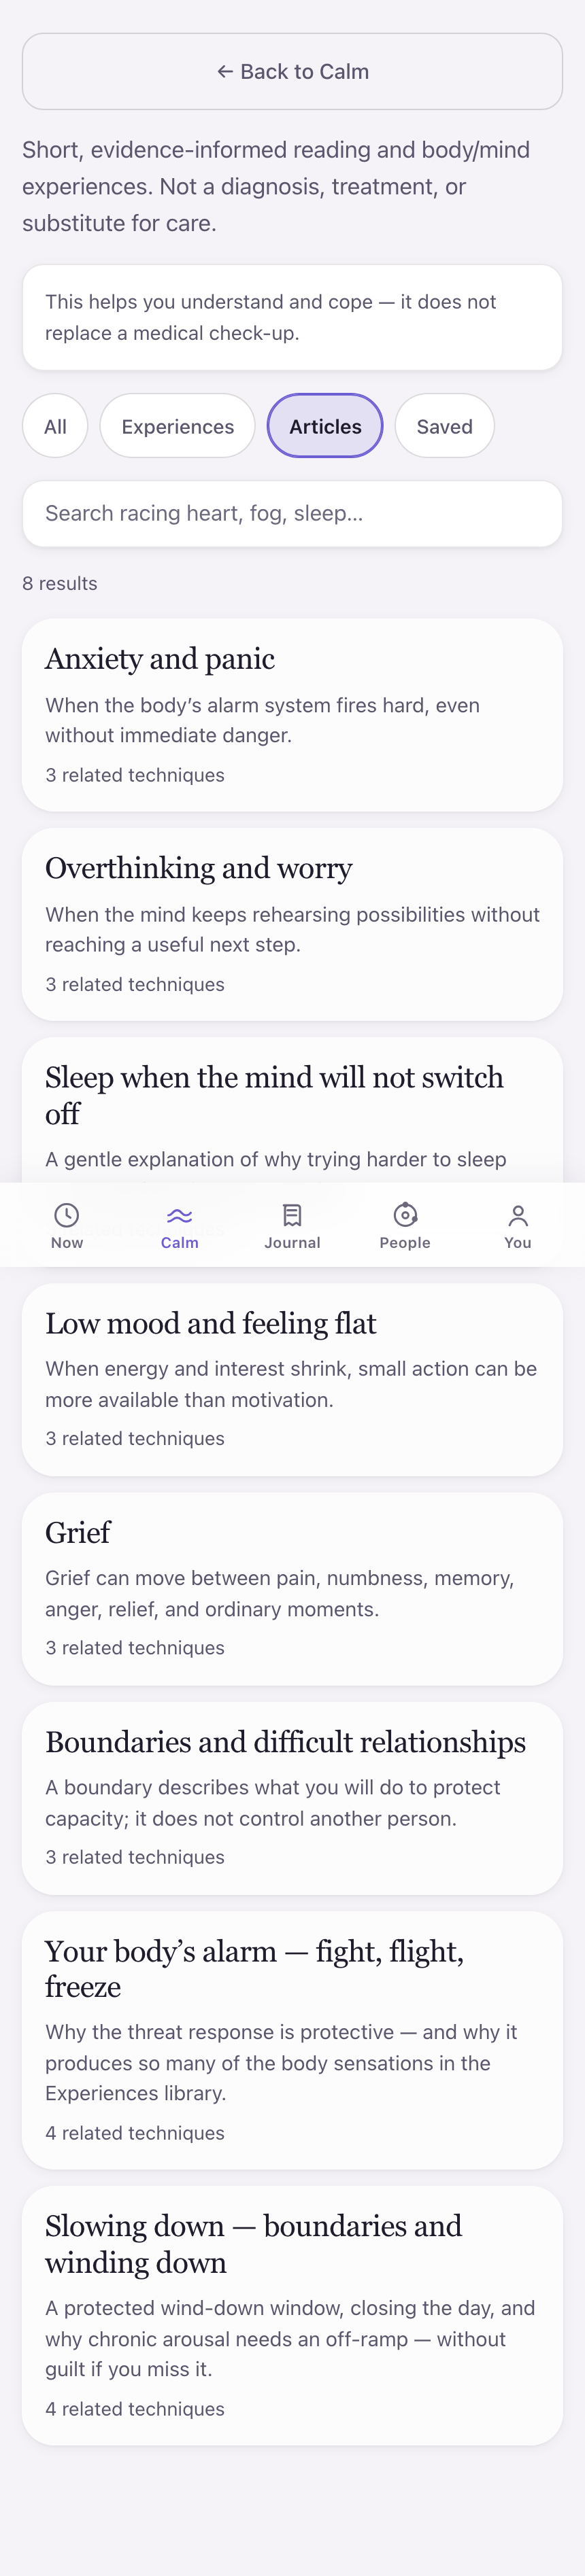 ← Back to Calm
Short, evidence-informed reading and body/mind
experiences. Not a diagnosis, treatment, or
substitute for care.
This helps you understand and cope — it does not
replace a medical check-up.
All
Experiences
Articles
Saved
Search racing heart, fog, sleep...
8 results
Anxiety and panic
When the body’s alarm system fires hard, even
without immediate danger.
3 related techniques
Overthinking and worry
When the mind keeps rehearsing possibilities without
reaching a useful next step.
3 related techniques
Sleep when the mind will not switch
off
A gentle explanation of why trying harder to sleep
Now
Calm
Journal
People
You
Low mood and feeling flat
When energy and interest shrink, small action can be
more available than motivation.
3 related techniques
Grief
Grief can move between pain, numbness, memory,
anger, relief, and ordinary moments.
3 related techniques
Boundaries and difficult relationships
A boundary describes what you will do to protect
capacity; it does not control another person.
3 related techniques
Your body’s alarm — fight, flight,
freeze
Why the threat response is protective — and why it
produces so many of the body sensations in the
Experiences library.
4 related techniques
Slowing down — boundaries and
winding down
A protected wind-down window, closing the day, and
why chronic arousal needs an off-ramp — without
guilt if you miss it.
4 related techniques